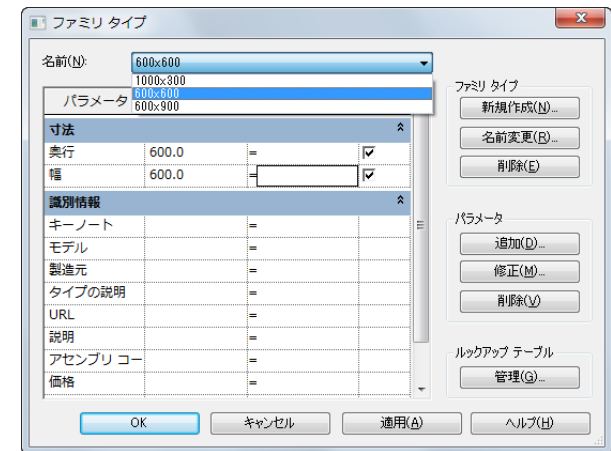 ファミリ タイプ
名前(N): 600x600
1000x300
600x600
600x900
パラメータ
寸法
奥行 600.0 =
幅 600.0 =
識別情報
キーノート =
モデル =
製造元 =
タイプの説明 =
URL =
説明 =
アセンブリ コー =
価格 =
ファミリ タイプ
新規作成(N)...
名前変更(R)...
削除(E)
パラメータ
追加(D)...
修正(M)...
削除(V)
ルックアップ テーブル
管理(G)...
OK キャンセル 適用(A) ヘルプ(H)